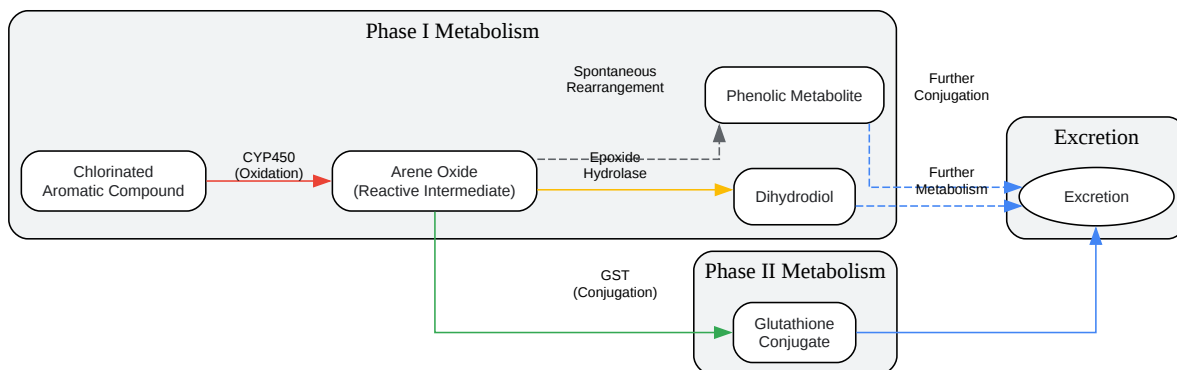 Phase I Metabolism
Spontaneous
Rearrangement
Phenolic Metabolite
Further
Conjugation
Excretion
Chlorinated
Aromatic Compound
CYP450
(Oxidation)
Arene Oxide
(Reactive Intermediate)
Epoxide
Hydrolase
Dihydrodiol
Further
Metabolism
Excretion
GST
(Conjugation)
Phase II Metabolism
Glutathione
Conjugate